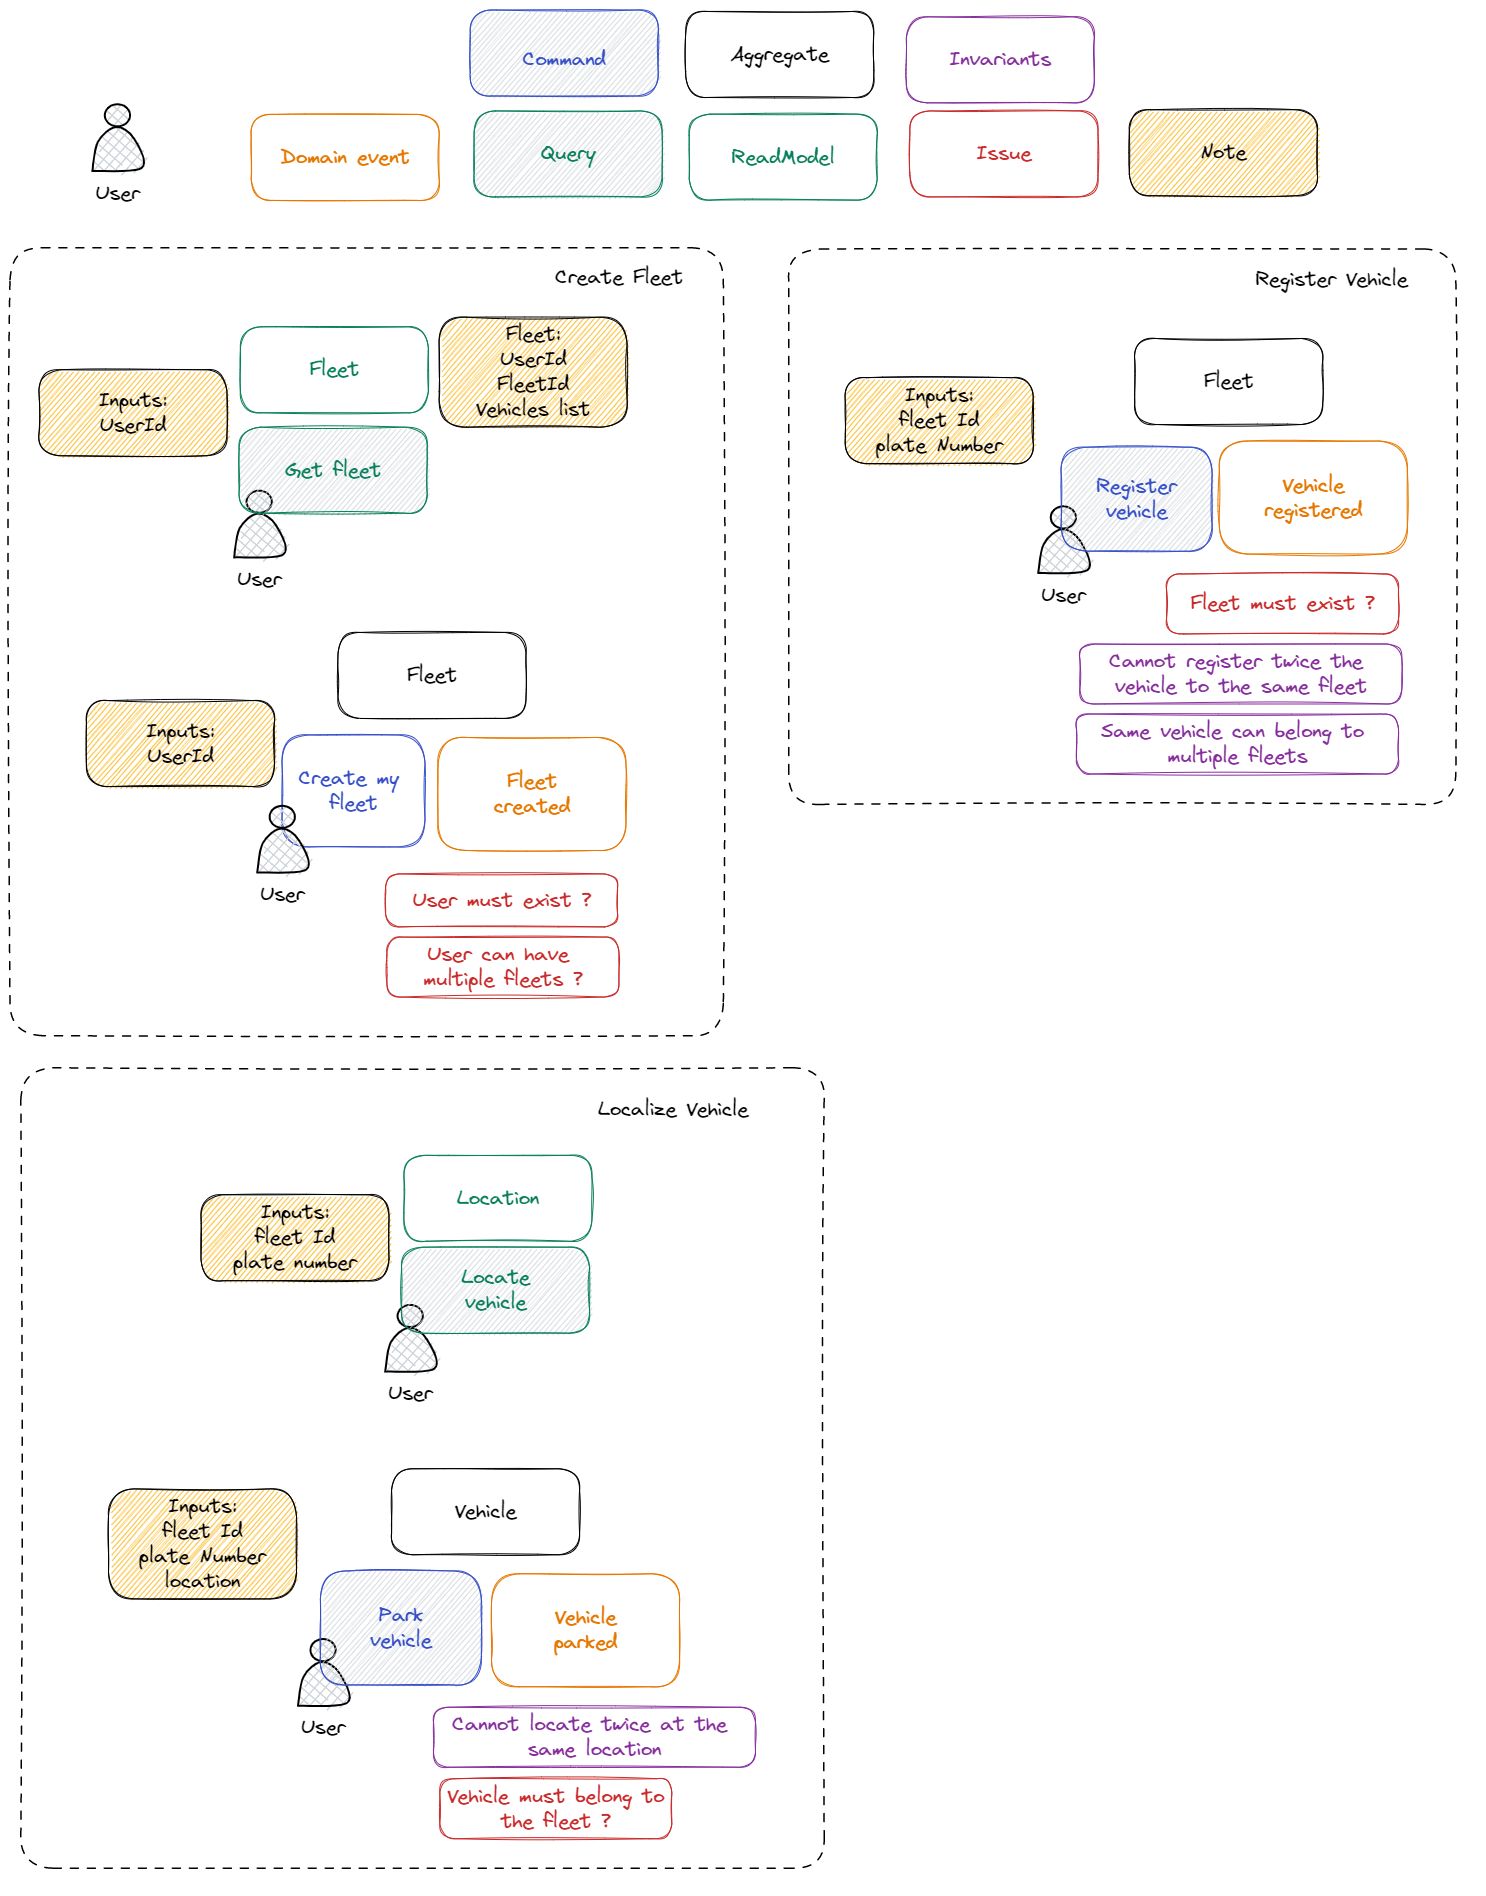 Command
Aggregate
Invariants
User
Domain event
Query
ReadModel
Issue
Note
Create Fleet
Inputs:
UserId
Fleet
Fleet:
UserId
FleetId
Vehicles list
Get fleet
User
Fleet
Inputs:
UserId
Create my
fleet
Fleet
created
User
User must exist ?
User can have
multiple fleets ?
Register Vehicle
Fleet
Inputs:
fleet Id
plate Number
Register
vehicle
Vehicle
registered
User
Fleet must exist ?
Cannot register twice the
vehicle to the same fleet
Same vehicle can belong to
multiple fleets
Localize Vehicle
Location
Inputs:
fleet Id
plate number
Locate
vehicle
User
Vehicle
Inputs:
fleet Id
plate Number
location
Park
vehicle
Vehicle
parked
User
Cannot locate twice at the
same location
Vehicle must belong to
the fleet ?